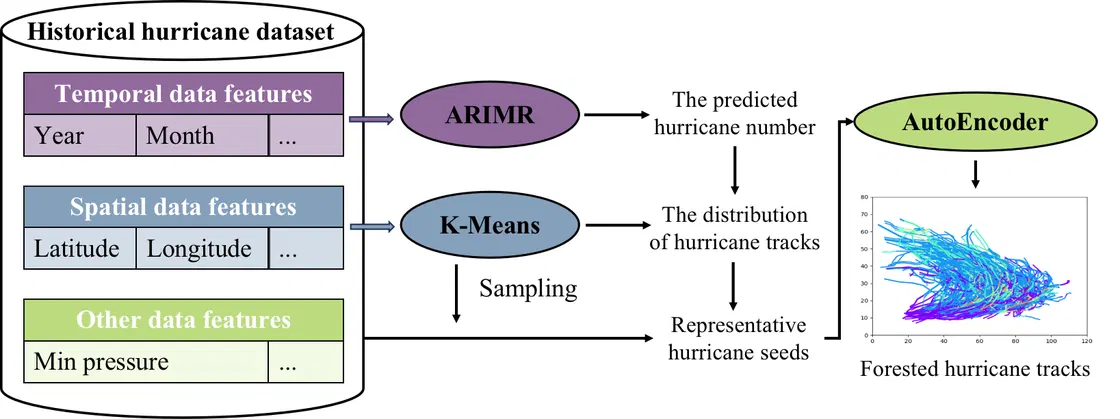 Historical hurricane dataset
Temporal data features
Year Month ...
Spatial data features
Latitude Longitude ...
Other data features
Min pressure ...
ARIMR
K-Means
Sampling
The predicted
hurricane number
The distribution
of hurricane tracks
Representative
hurricane seeds
AutoEncoder
80
70
60
50
40
30
20
10
0
0 20 40 60 80 100 120
Forested hurricane tracks